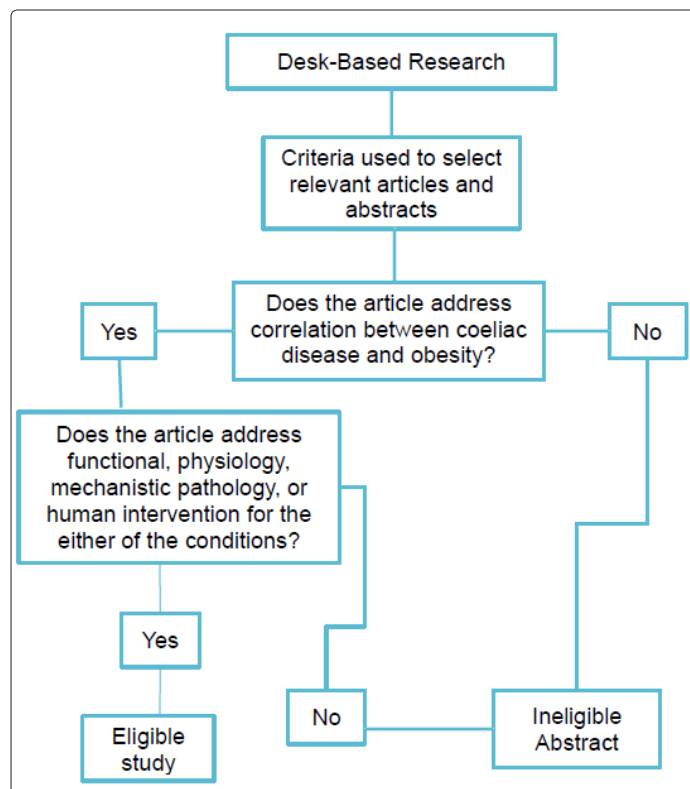 Desk-Based Research
Criteria used to select
relevant articles and
abstracts
Does the article address
correlation between coeliac
disease and obesity?
Yes
No
Does the article address
functional, physiology,
mechanistic pathology, or
human intervention for the
either of the conditions?
Yes
No
Ineligible
Abstract
Eligible
study